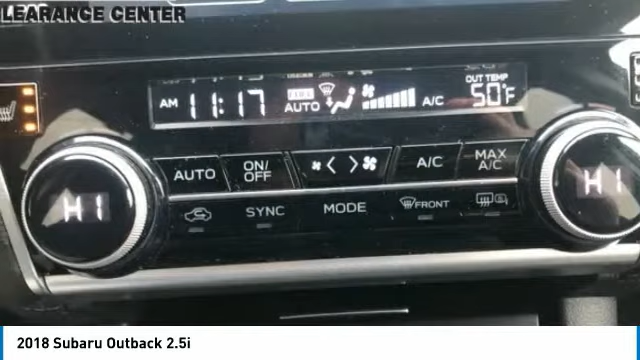 LEARANCE CENTER
OUT TEMP
AM 11:17 AUTO A/C 50°F
HI AUTO ON/OFF < > A/C MAX A/C HI
SYNC MODE FRONT
2018 Subaru Outback 2.5i